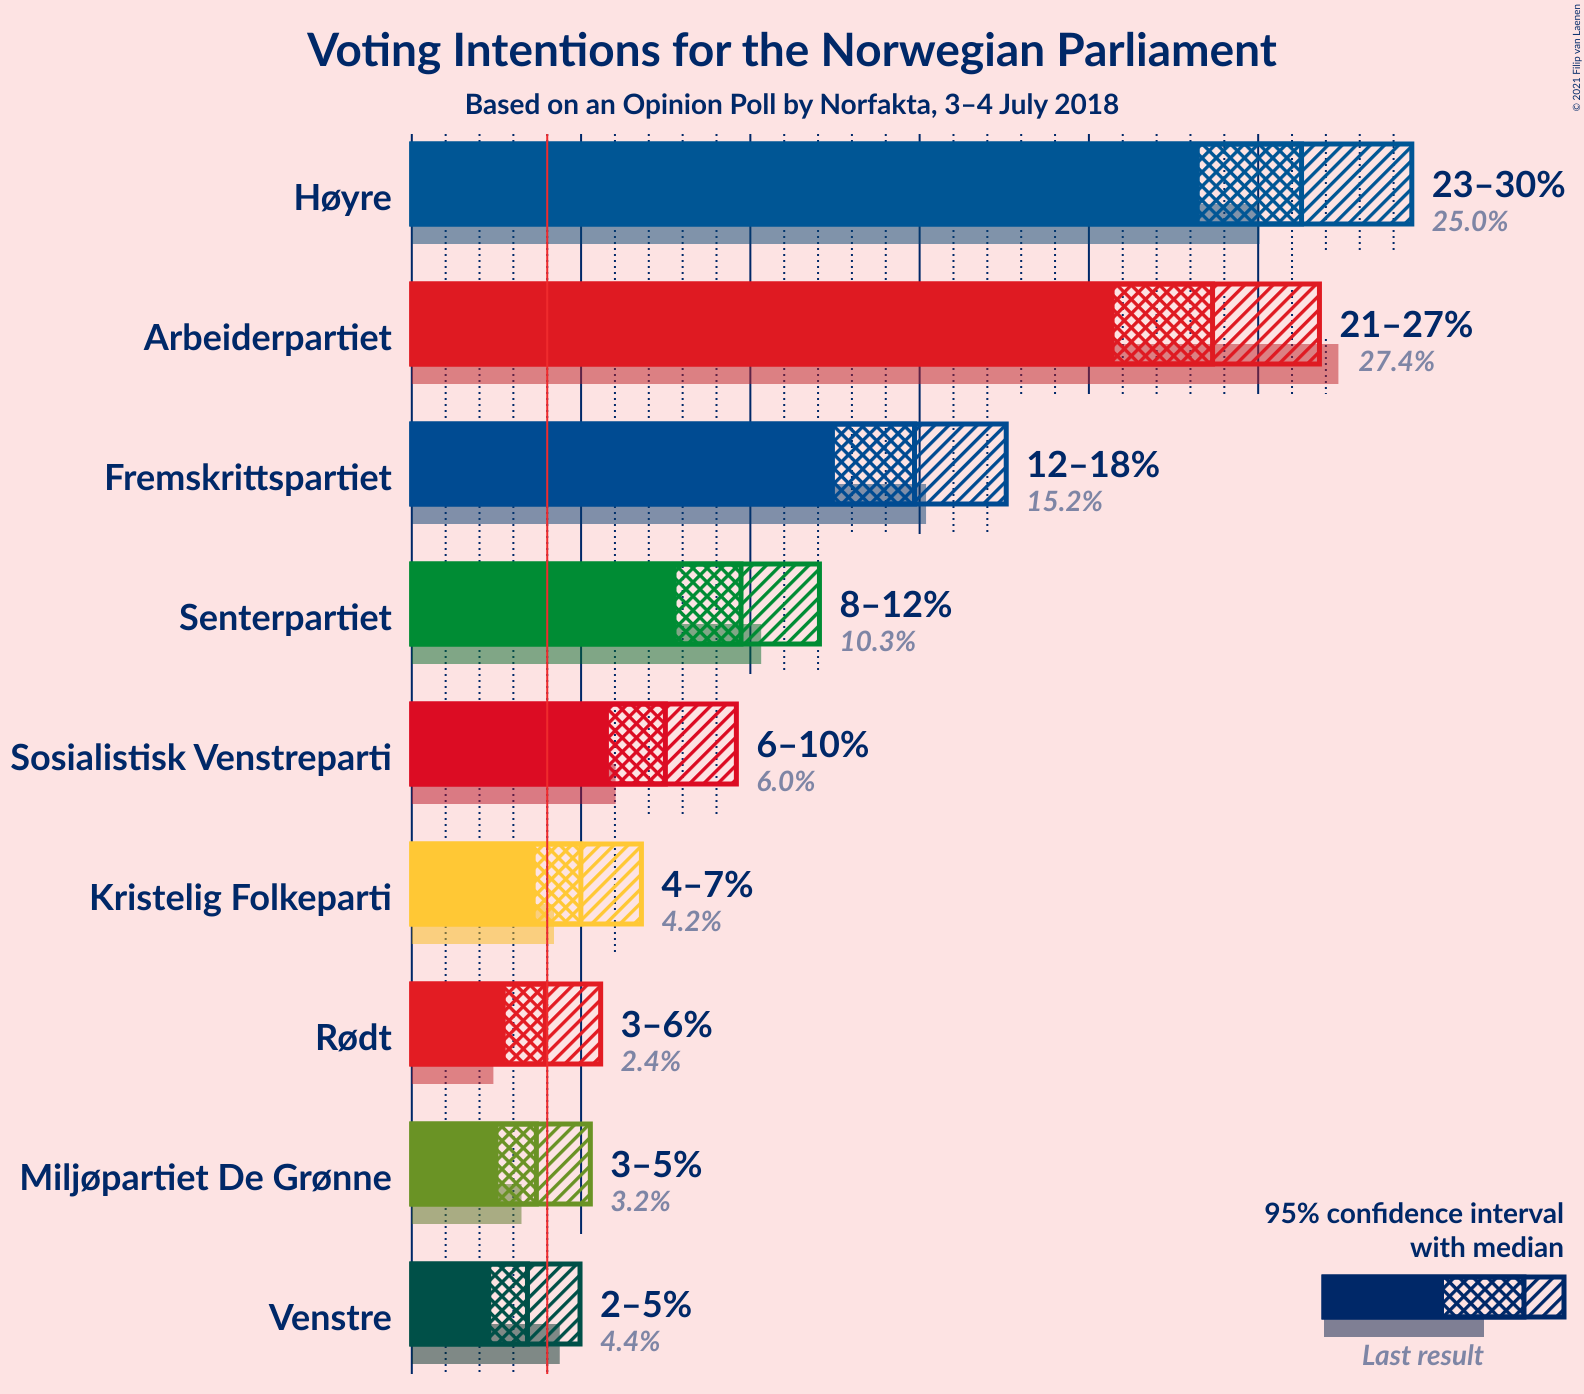 Voting Intentions for the Norwegian Parliament
Based on an Opinion Poll by Norfakta, 3–4 July 2018
© 2021 Filip van Laenen
Høyre
23–30%
25.0%
Arbeiderpartiet
21–27%
27.4%
Fremskrittspartiet
12–18%
15.2%
Senterpartiet
8–12%
10.3%
Sosialistisk Venstreparti
6–10%
6.0%
Kristelig Folkeparti
4–7%
4.2%
Rødt
3–6%
2.4%
Miljøpartiet De Grønne
3–5%
3.2%
Venstre
2–5%
4.4%
95% confidence interval
with median
Last result